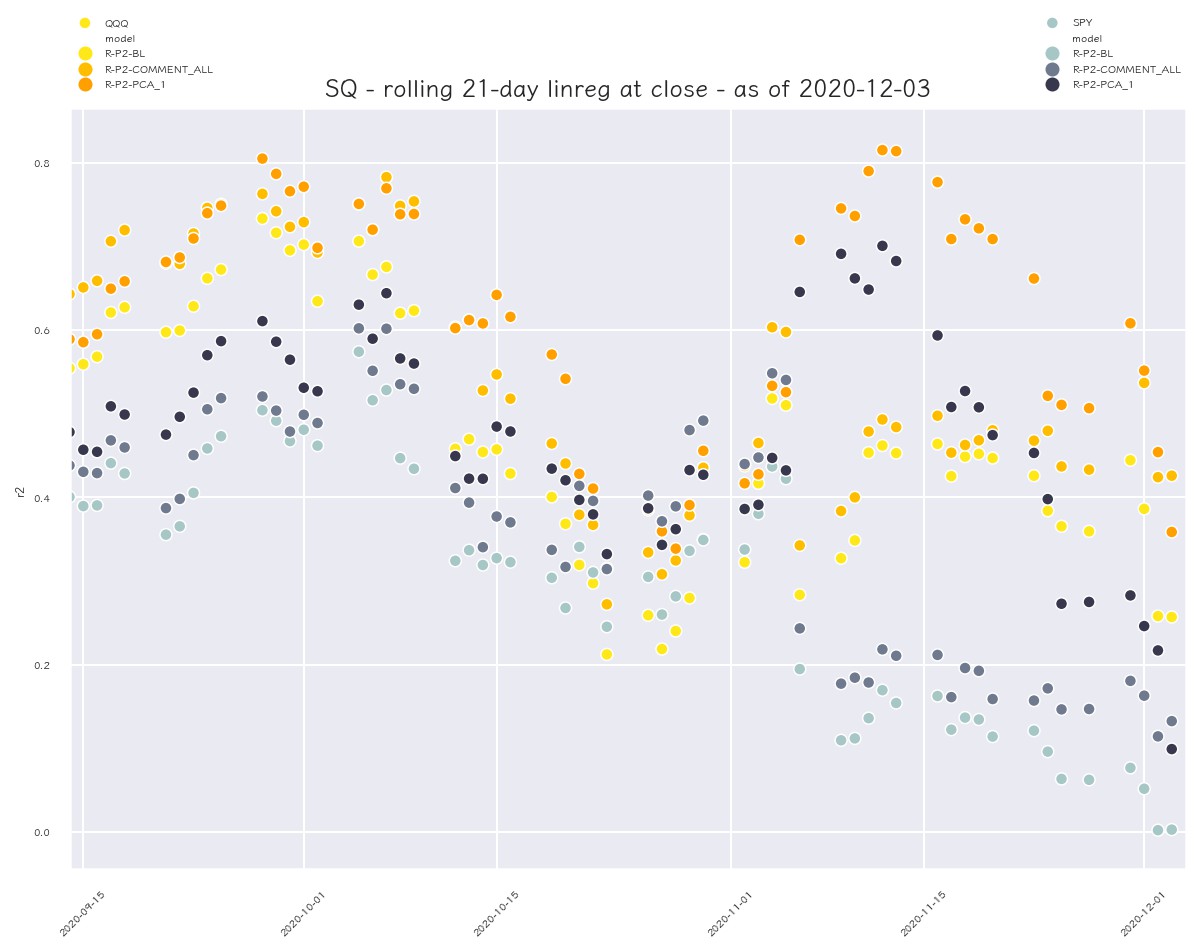 QQQ
model
R-P2-BL
R-P2-COMMENT_ALL
R-P2-PCA_1
SPY
model
R-P2-BL
R-P2-COMMENT_ALL
R-P2-PCA_1
SQ - rolling 21-day linreg at close - as of 2020-12-03
r2
0.8
0.6
0.4
0.2
0.0
2020-09-15
2020-10-01
2020-10-15
2020-11-01
2020-11-15
2020-12-01